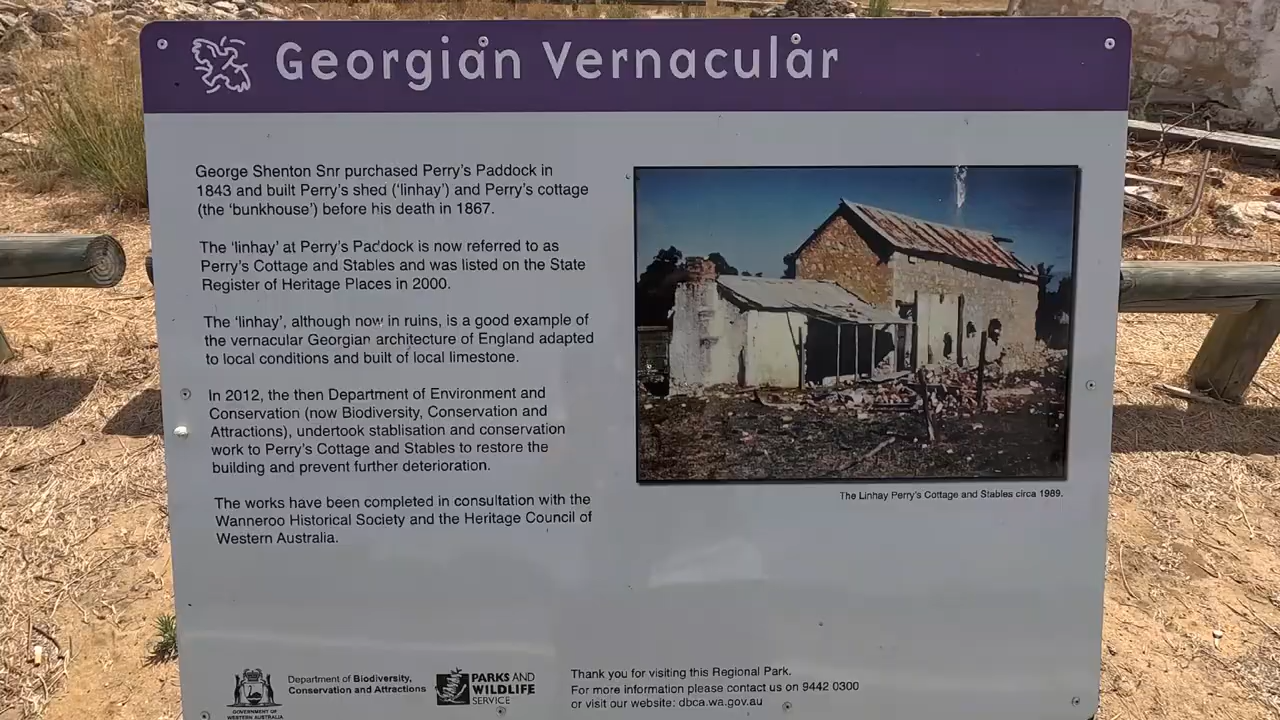 Georgian Vernacular
George Shenton Snr purchased Perry's Paddock in
1843 and built Perry's shed ('linhay') and Perry's cottage
(the 'bunkhouse') before his death in 1867.
The 'linhay' at Perry's Paddock is now referred to as
Perry's Cottage and Stables and was listed on the State
Register of Heritage Places in 2000.
The 'linhay', although now in ruins, is a good example of
the vernacular Georgian architecture of England adapted
to local conditions and built of local limestone.
In 2012, the then Department of Environment and
Conservation (now Biodiversity, Conservation and
Attractions), undertook stablisation and conservation
work to Perry's Cottage and Stables to restore the
building and prevent further deterioration.
The works have been completed in consultation with the
Wanneroo Historical Society and the Heritage Council of
Western Australia.
The Linhay Perry's Cottage and Stables circa 1989.
GOVERNMENT OF
WESTERN AUSTRALIA
Department of Biodiversity,
Conservation and Attractions
PARKS AND
WILDLIFE
SERVICE
Thank you for visiting this Regional Park.
For more information please contact us on 9442 0300
or visit our website: dbca.wa.gov.au